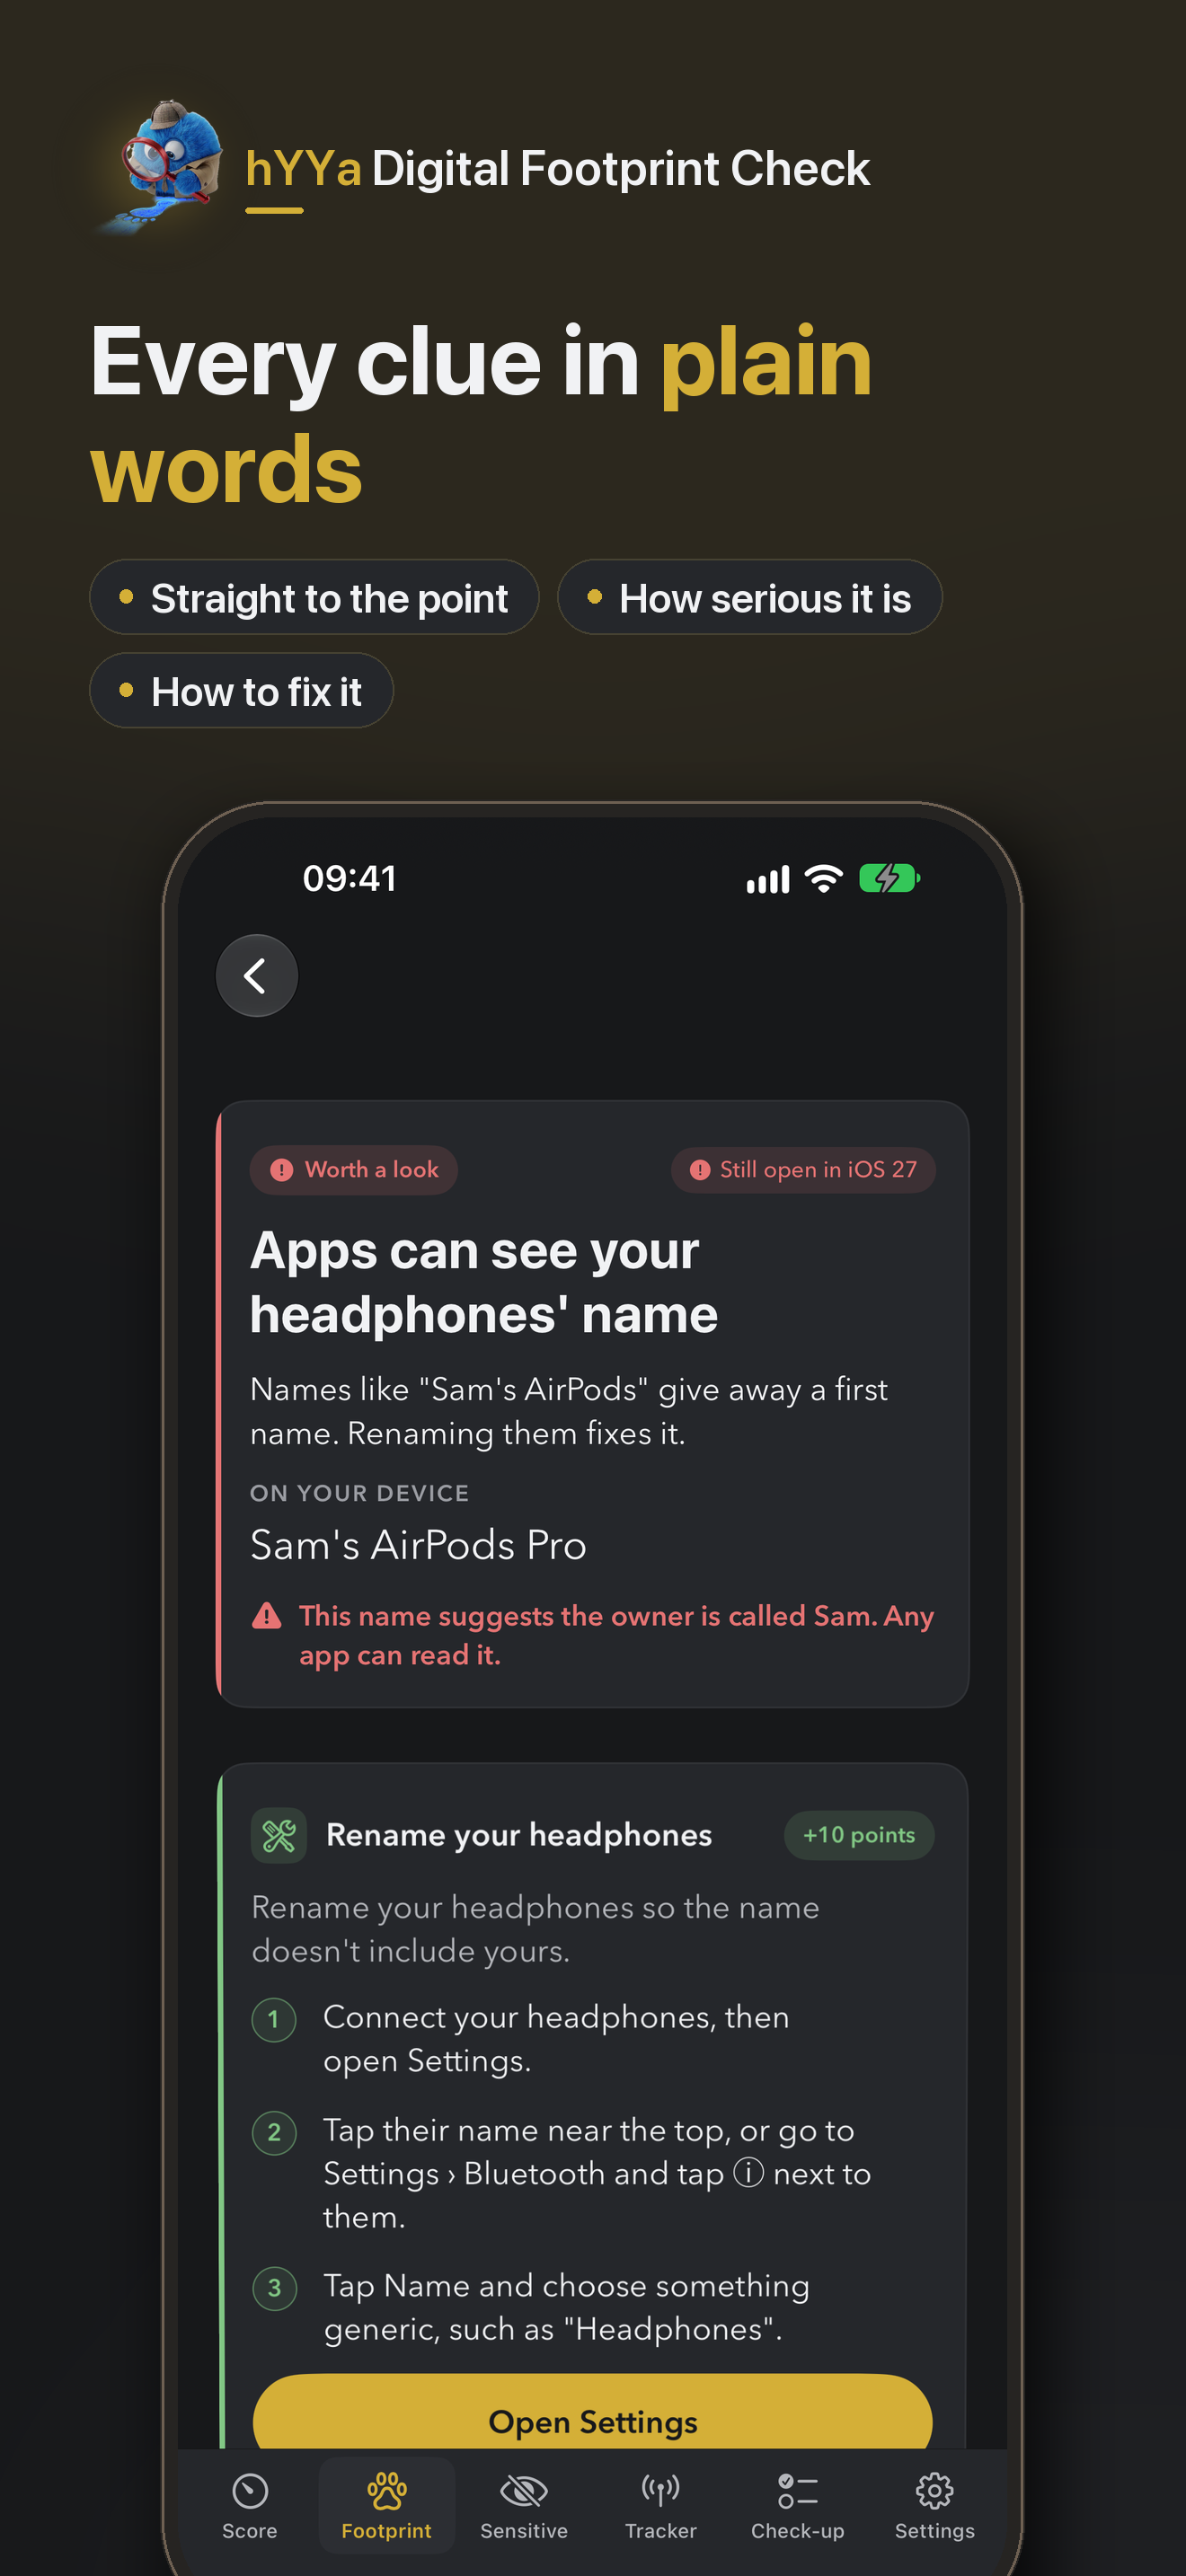 hYYa Digital Footprint Check
Every clue in plain
words
Straight to the point
How serious it is
How to fix it
09:41
Worth a look
Still open in iOS 27
Apps can see your
headphones' name
Names like "Sam's AirPods" give away a first
name. Renaming them fixes it.
ON YOUR DEVICE
Sam's AirPods Pro
This name suggests the owner is called Sam. Any
app can read it.
Rename your headphones
+10 points
Rename your headphones so the name
doesn't include yours.
1
Connect your headphones, then
open Settings.
2
Tap their name near the top, or go to
Settings › Bluetooth and tap ⓘ next to
them.
3
Tap Name and choose something
generic, such as "Headphones".
Open Settings
Score
Footprint
Sensitive
Tracker
Check-up
Settings